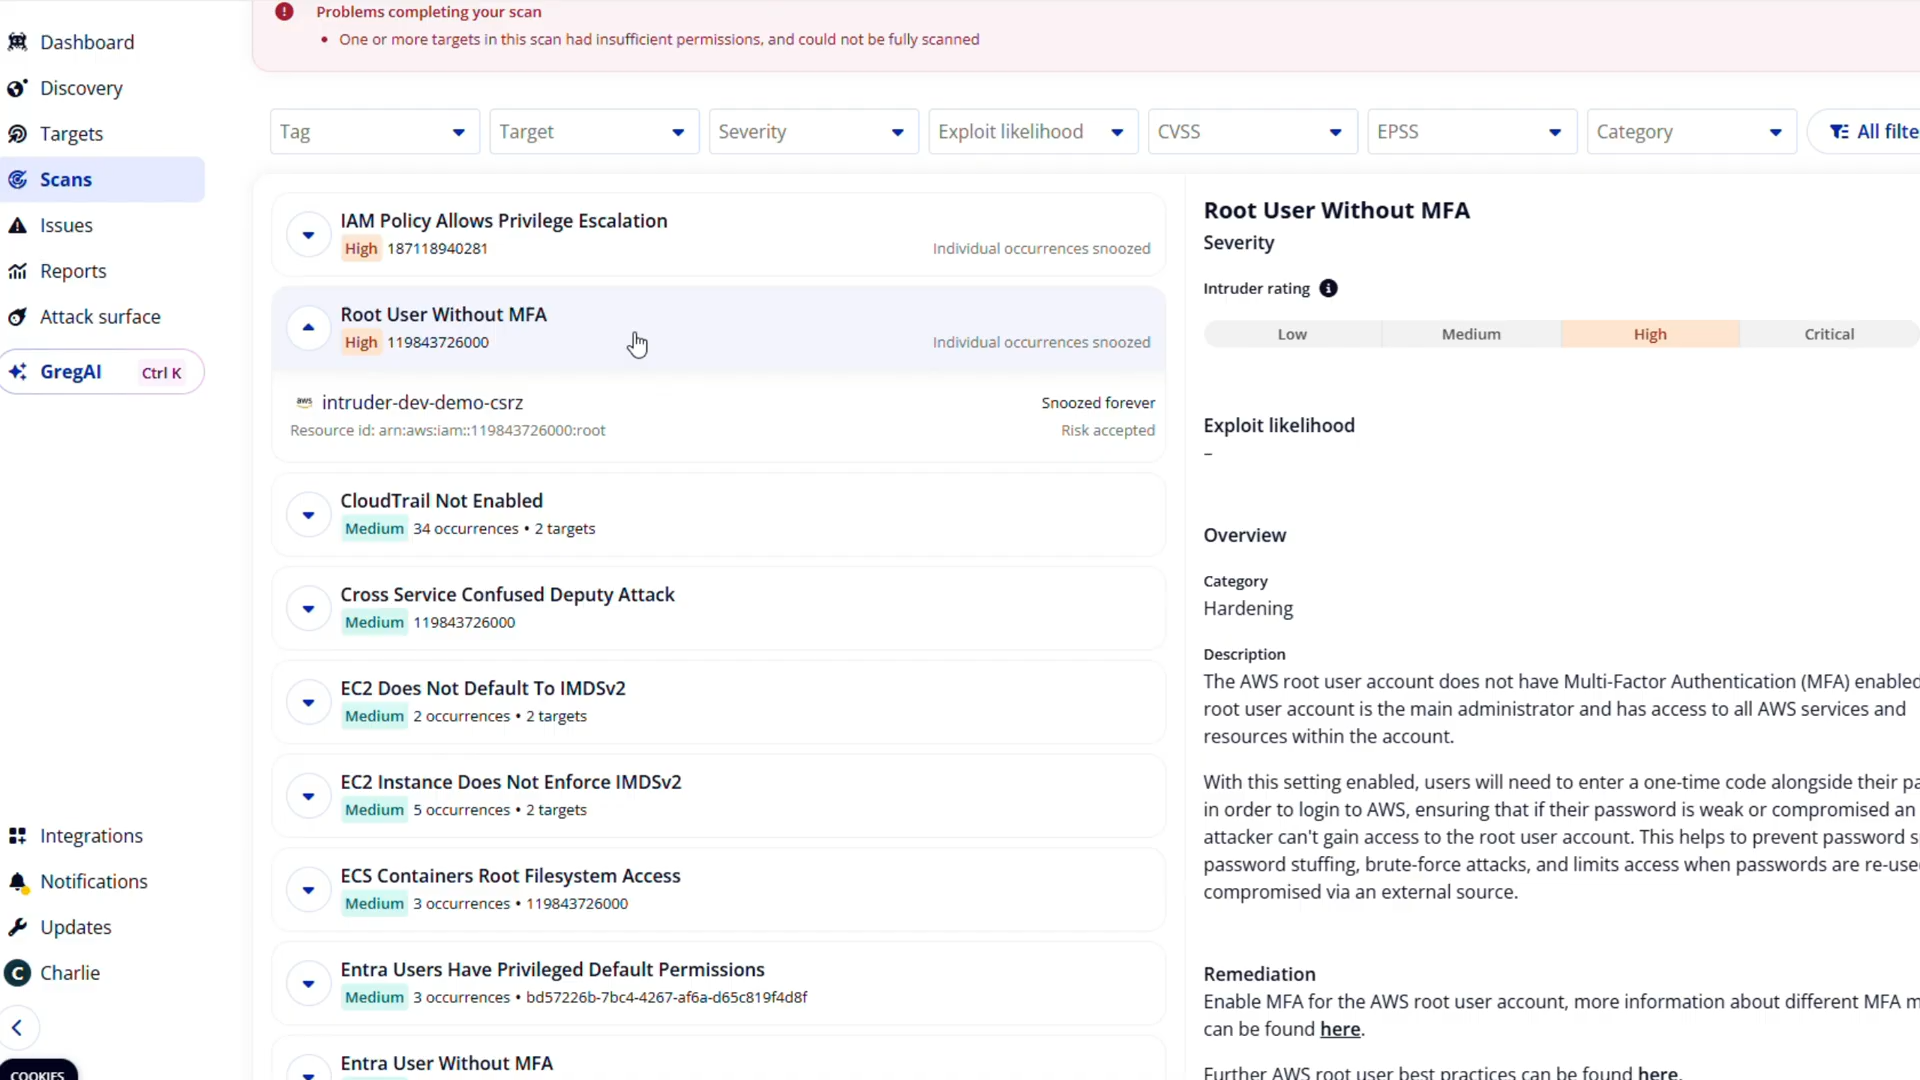 Problems completing your scan
• One or more targets in this scan had insufficient permissions, and could not be fully scanned
Dashboard
Discovery
Targets
Scans
Issues
Reports
Attack surface
GregAI Ctrl K
Integrations
Notifications
Updates
C Charlie
COOKIES
Tag
Target
Severity
Exploit likelihood
CVSS
EPSS
Category
All filte
IAM Policy Allows Privilege Escalation
High 187118940281 Individual occurrences snoozed
Root User Without MFA
High 119843726000 Individual occurrences snoozed
aws intruder-dev-demo-csrz Snoozed forever
Resource id: arn:aws:iam::119843726000:root Risk accepted
CloudTrail Not Enabled
Medium 34 occurrences • 2 targets
Cross Service Confused Deputy Attack
Medium 119843726000
EC2 Does Not Default To IMDSv2
Medium 2 occurrences • 2 targets
EC2 Instance Does Not Enforce IMDSv2
Medium 5 occurrences • 2 targets
ECS Containers Root Filesystem Access
Medium 3 occurrences • 119843726000
Entra Users Have Privileged Default Permissions
Medium 3 occurrences • bd57226b-7bc4-4267-af6a-d65c819f4d8f
Entra User Without MFA
Root User Without MFA
Severity
Intruder rating
Low Medium High Critical
Exploit likelihood
–
Overview
Category
Hardening
Description
The AWS root user account does not have Multi-Factor Authentication (MFA) enabled
root user account is the main administrator and has access to all AWS services and
resources within the account.
With this setting enabled, users will need to enter a one-time code alongside their pa
in order to login to AWS, ensuring that if their password is weak or compromised an
attacker can't gain access to the root user account. This helps to prevent password s
password stuffing, brute-force attacks, and limits access when passwords are re-use
compromised via an external source.
Remediation
Enable MFA for the AWS root user account, more information about different MFA m
can be found here.
Further AWS root user best practices can be found here.